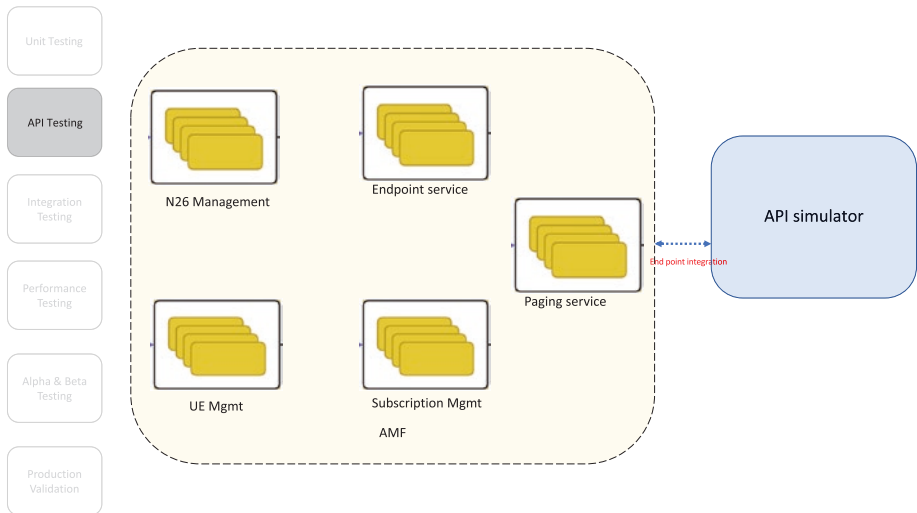 Unit Testing
API Testing
Integration
Testing
Performance
Testing
Alpha & Beta
Testing
Production
Validation
N26 Management
Endpoint service
Paging service
UE Mgmt
Subscription Mgmt
AMF
End point integration
API simulator